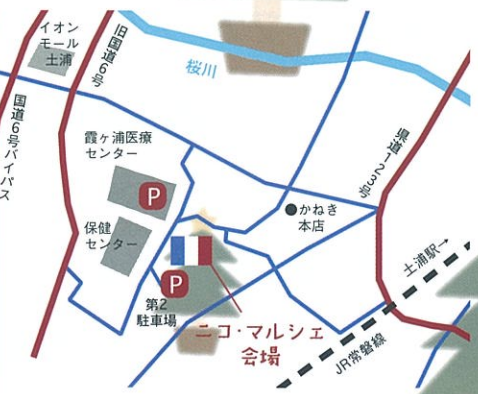 イオン
モール
土浦
旧国道6号
桜川
国道6号バイパス
霞ヶ浦医療
センター
P
県道123号
かねき
本店
保健
センター
土浦駅→
P
第2
駐車場
ニコ・マルシェ
会場
JR常磐線